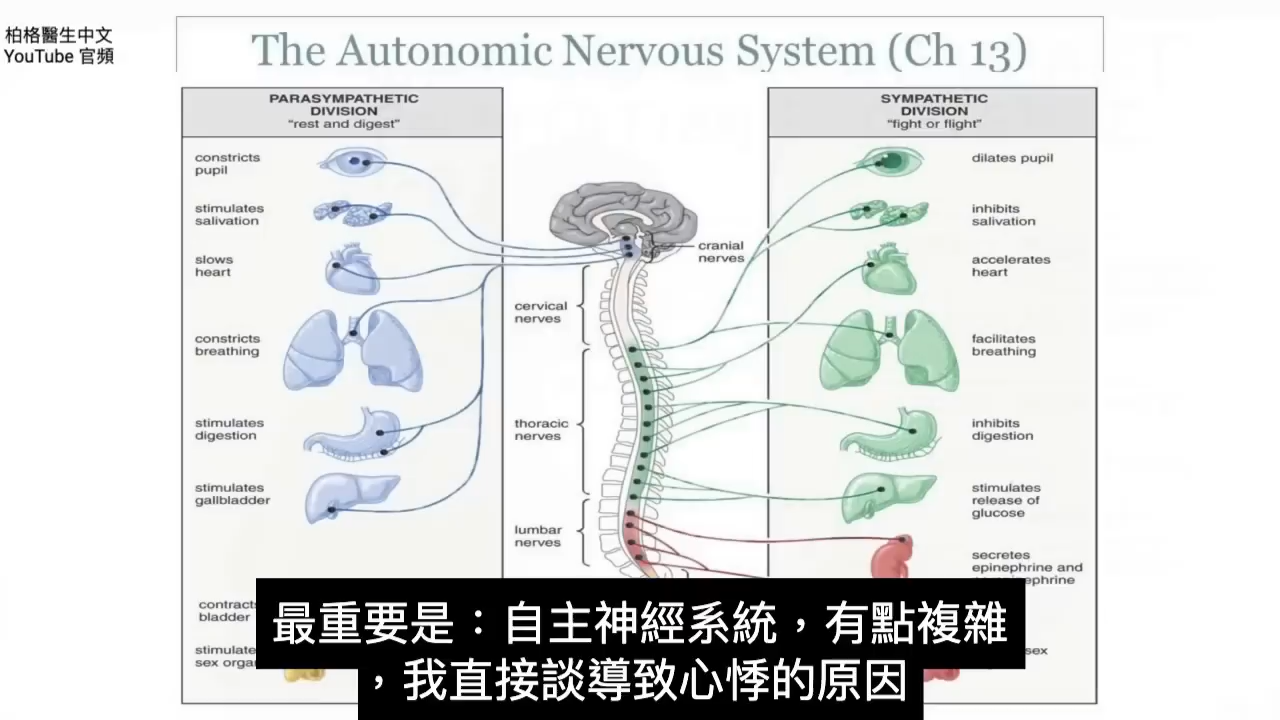 柏格醫生中文
YouTube 官頻
The Autonomic Nervous System (Ch 13)
PARASYMPATHETIC
DIVISION
"rest and digest"
constricts
pupil
stimulates
salivation
slows
heart
constricts
breathing
stimulates
digestion
stimulates
gallbladder
contracts
bladder
stimulates
sex
cranial
nerves
cervical
nerves
thoracic
nerves
lumbar
nerves
SYMPATHETIC
DIVISION
"fight or flight"
dilates pupil
inhibits
salivation
accelerates
heart
facilitates
breathing
inhibits
digestion
stimulates
release of
glucose
secretes
epinephrine and
sex
最重要是：自主神經系統，有點複雜
，我直接談導致心悸的原因